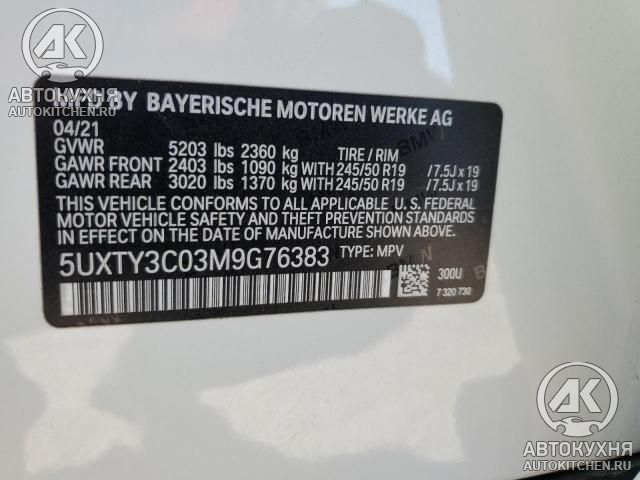 АВТОКУХНЯ
AUTOKITCHEN.RU
MFD BY BAYERISCHE MOTOREN WERKE AG
04/21
GVWR 5203 lbs 2360 kg TIRE / RIM
GAWR FRONT 2403 lbs 1090 kg WITH 245/50 R19 /7.5J x 19
GAWR REAR 3020 lbs 1370 kg WITH 245/50 R19 /7.5J x 19
THIS VEHICLE CONFORMS TO ALL APPLICABLE U. S. FEDERAL
MOTOR VEHICLE SAFETY AND THEFT PREVENTION STANDARDS
IN EFFECT ON THE DATE OF MANUFACTURE SHOWN ABOVE.
5UXTY3C03M9G76383 TYPE: MPV
300U
7 320 730
AK
АВТОКУХНЯ
AUTOKITCHEN.RU